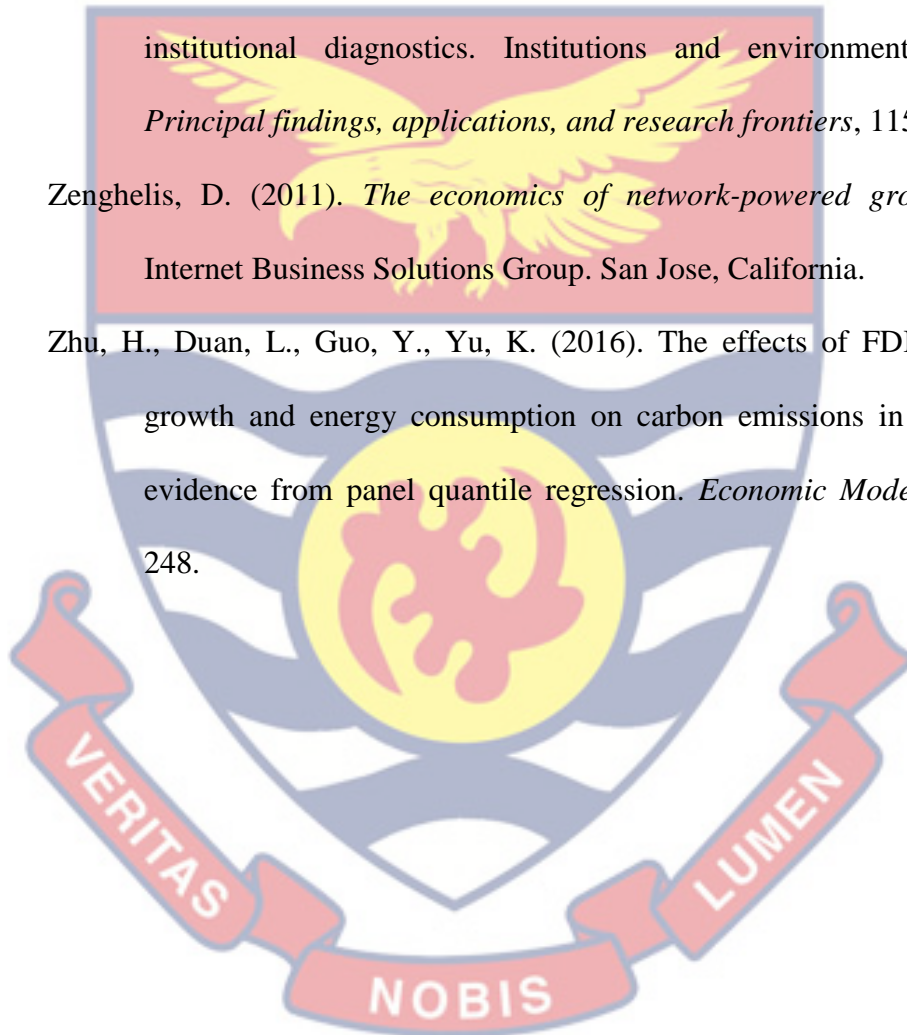 institutional diagnostics. Institutions and environment
Principal findings, applications, and research frontiers, 115
Zenghelis, D. (2011). The economics of network-powered gro
Internet Business Solutions Group. San Jose, California.
Zhu, H., Duan, L., Guo, Y., Yu, K. (2016). The effects of FDI
growth and energy consumption on carbon emissions in
evidence from panel quantile regression. Economic Mode
248.
VERITAS
NOBIS
LUMEN